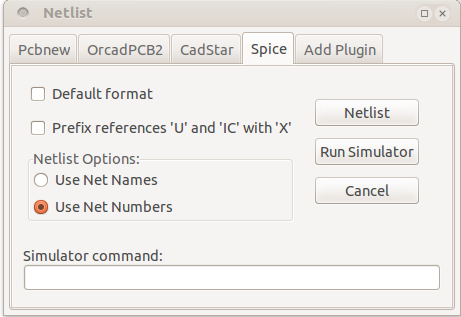 Netlist
Pcbnew OrcadPCB2 CadStar Spice Add Plugin
Default format
Prefix references 'U' and 'IC' with 'X'
Netlist Options:
Use Net Names
Use Net Numbers
Netlist
Run Simulator
Cancel
Simulator command: